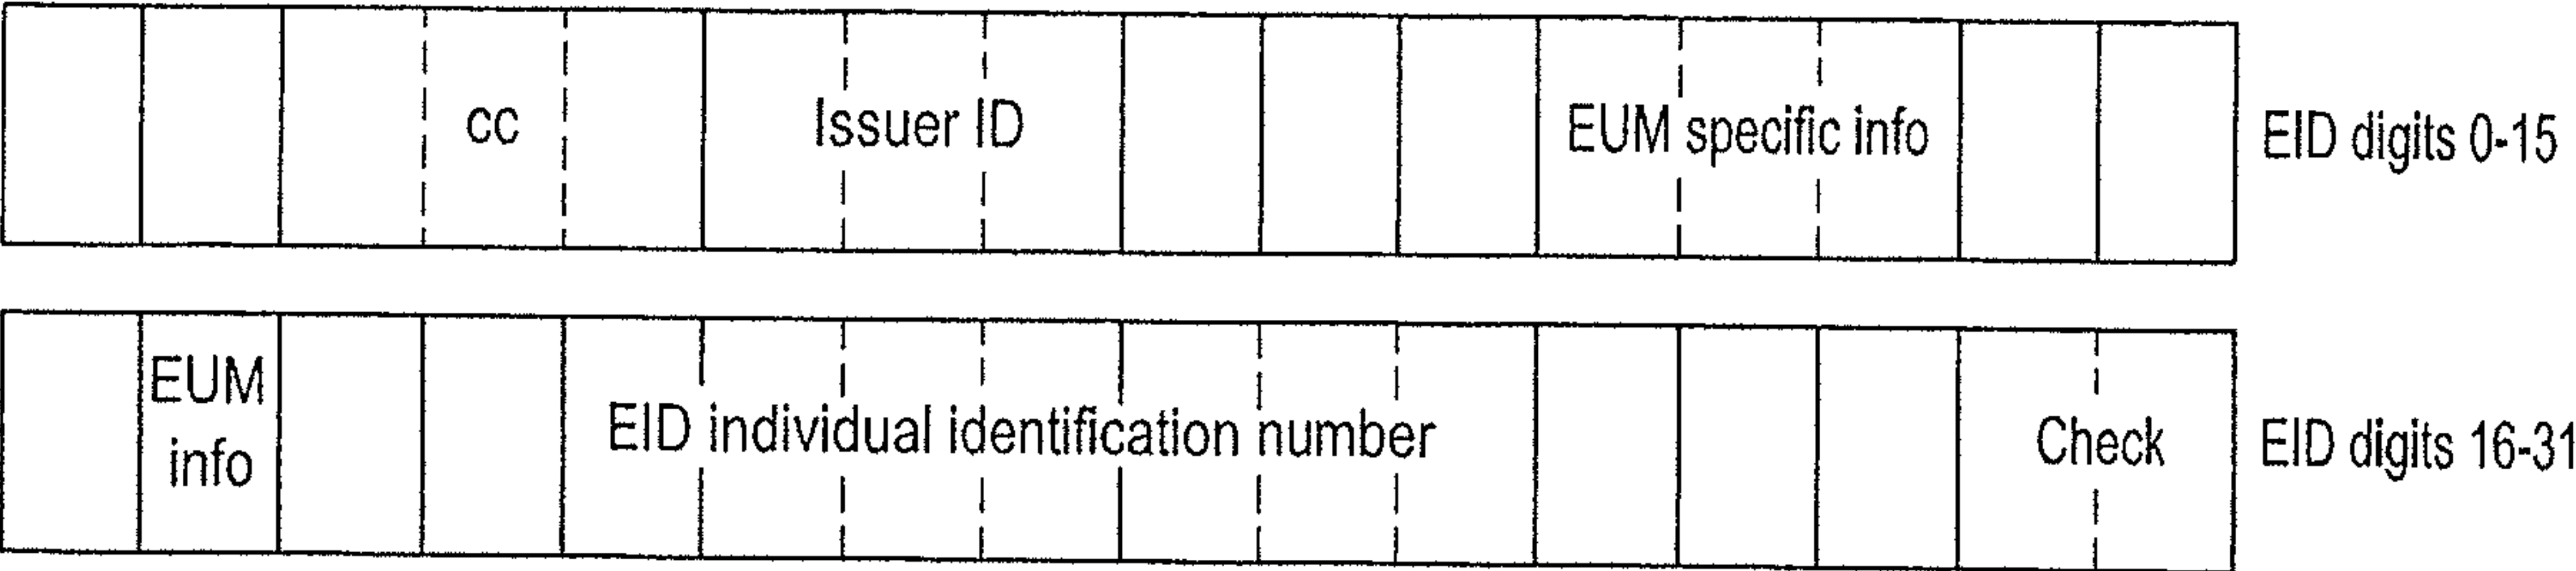 cc Issuer ID EUM specific info EID digits 0-15
EUM
info
EID individual identification number Check EID digits 16-31